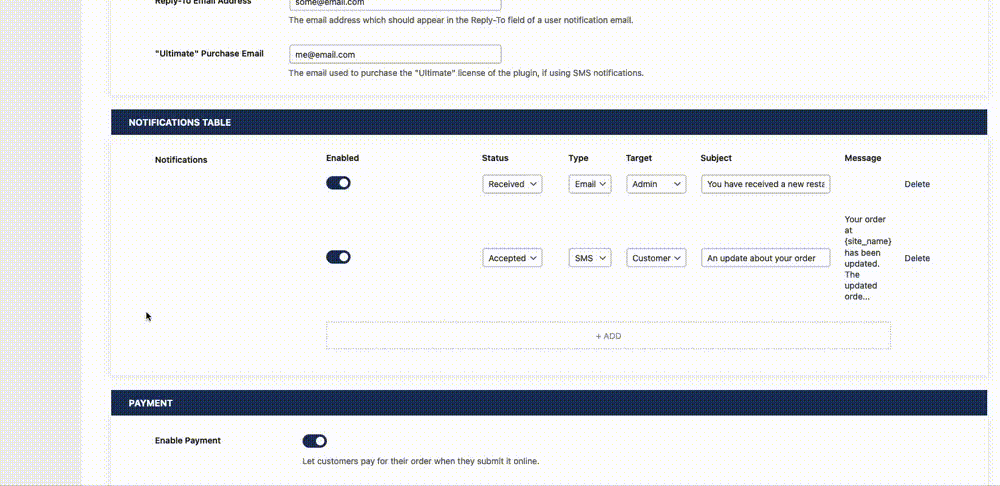 Reply-To Email Address
some@email.com
The email address which should appear in the Reply-To field of a user notification email.
"Ultimate" Purchase Email
me@email.com
The email used to purchase the "Ultimate" license of the plugin, if using SMS notifications.
NOTIFICATIONS TABLE
Notifications
Enabled Status Type Target Subject Message
Received Email Admin You have received a new resta Delete
Accepted SMS Customer An update about your order
Your order
at
{site_name}
has been
updated.
The
updated
orde...
Delete
+ ADD
PAYMENT
Enable Payment
Let customers pay for their order when they submit it online.